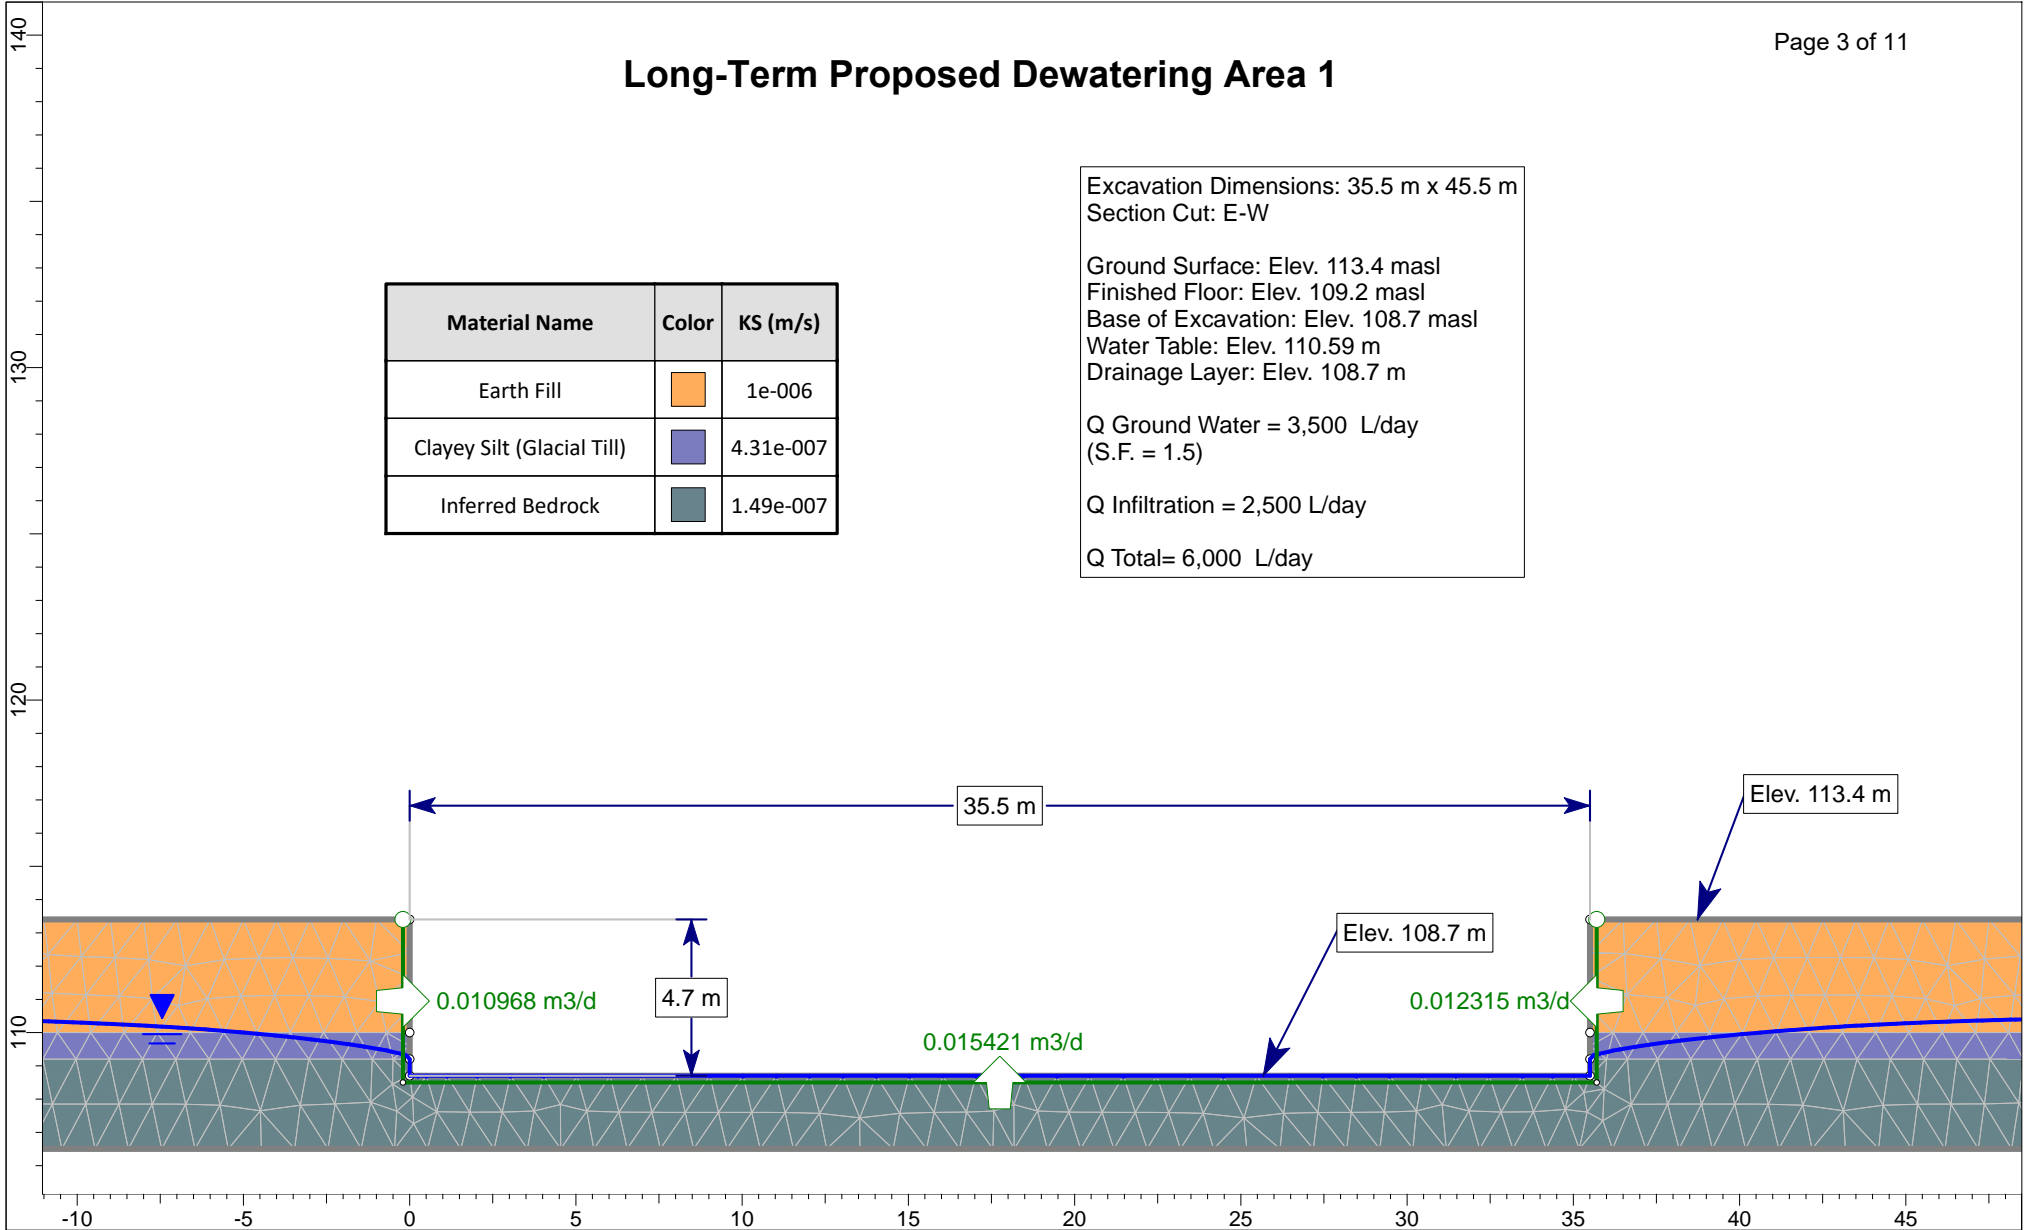 Page 3 of 11
Long-Term Proposed Dewatering Area 1
Excavation Dimensions: 35.5 m x 45.5 m
Section Cut: E-W
Ground Surface: Elev. 113.4 masl
Finished Floor: Elev. 109.2 masl
Base of Excavation: Elev. 108.7 masl
Water Table: Elev. 110.59 m
Drainage Layer: Elev. 108.7 m
Q Ground Water = 3,500 L/day
(S.F. = 1.5)
Q Infiltration = 2,500 L/day
Q Total= 6,000 L/day
Material Name Color KS (m/s)
Earth Fill 1e-006
Clayey Silt (Glacial Till) 4.31e-007
Inferred Bedrock 1.49e-007
35.5 m
Elev. 113.4 m
Elev. 108.7 m
4.7 m
0.010968 m3/d
0.012315 m3/d
0.015421 m3/d
140
130
120
110
-10 -5 0 5 10 15 20 25 30 35 40 45